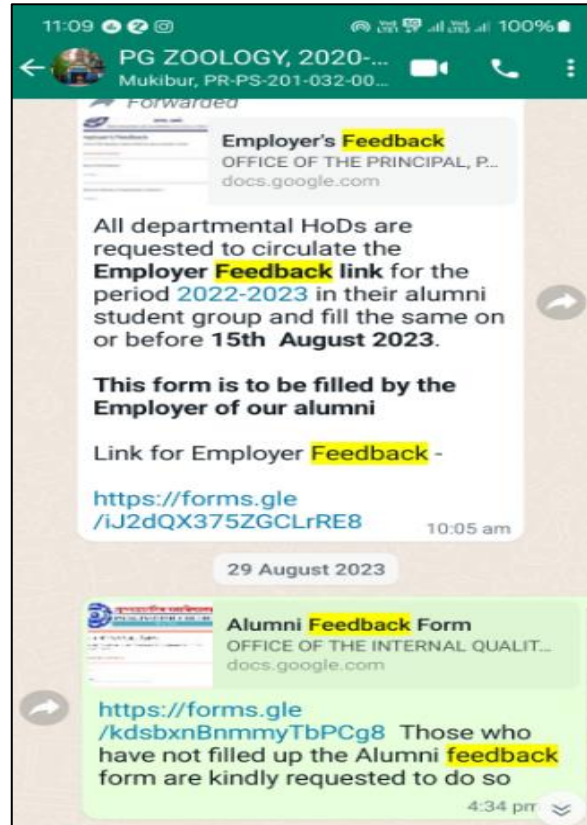 11:09
100%
PG ZOOLOGY, 2020-...
Mukibur, PR-PS-201-032-00...
Forwarded
Employer's Feedback
OFFICE OF THE PRINCIPAL, P...
docs.google.com
All departmental HoDs are
requested to circulate the
Employer Feedback link for the
period 2022-2023 in their alumni
student group and fill the same on
or before 15th August 2023.
This form is to be filled by the
Employer of our alumni
Link for Employer Feedback -
https://forms.gle
/iJ2dQX375ZGCLrRE8
10:05 am
29 August 2023
Alumni Feedback Form
OFFICE OF THE INTERNAL QUALIT...
docs.google.com
https://forms.gle
/kdsbxnBnmmyTbPCg8 Those who
have not filled up the Alumni feedback
form are kindly requested to do so
4:34 pm